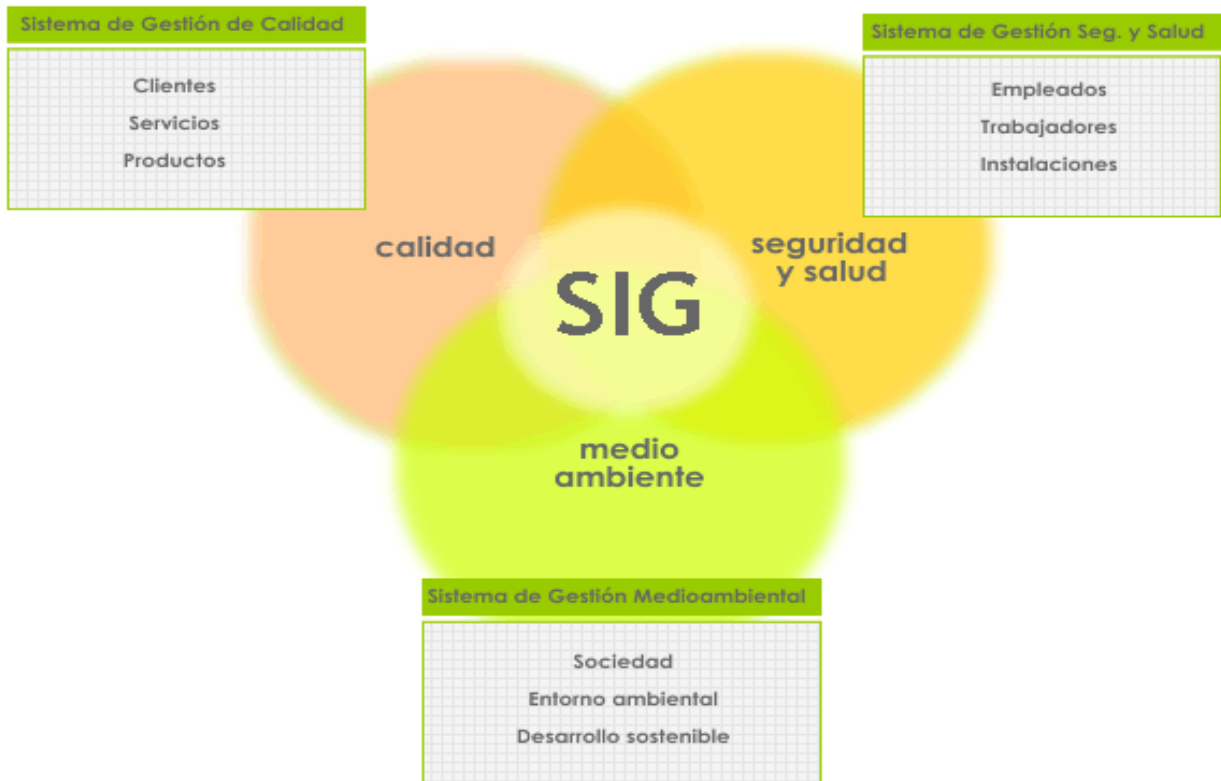 Sistema de Gestión de Calidad
Clientes
Servicios
Productos
Sistema de Gestión Seg. y Salud
Empleados
Trabajadores
Instalaciones
calidad
seguridad
y salud
SIG
medio
ambiente
Sistema de Gestión Medioambiental
Sociedad
Entorno ambiental
Desarrollo sostenible